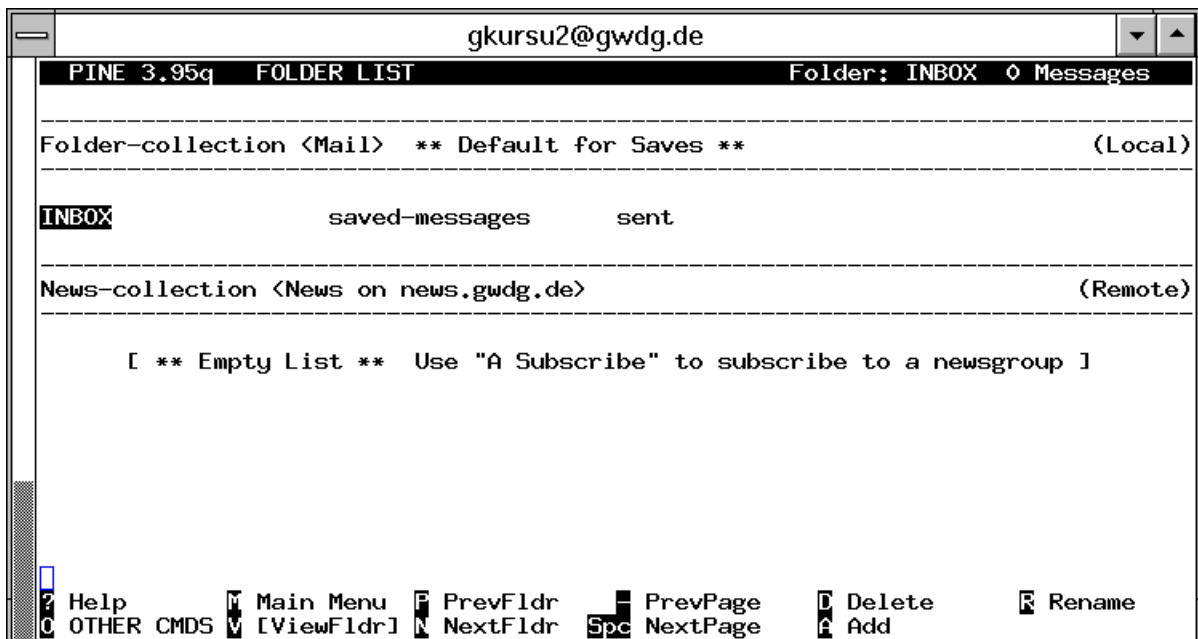 gkursu2@gwdg.de
PINE 3.95q FOLDER LIST Folder: INBOX 0 Messages
Folder-collection <Mail> ** Default for Saves ** (Local)
INBOX saved-messages sent
News-collection <News on news.gwdg.de> (Remote)
[ ** Empty List ** Use "A Subscribe" to subscribe to a newsgroup ]
? Help M Main Menu P PrevFldr - PrevPage D Delete R Rename
O OTHER CMDS V [ViewFldr] N NextFldr Spc NextPage A Add